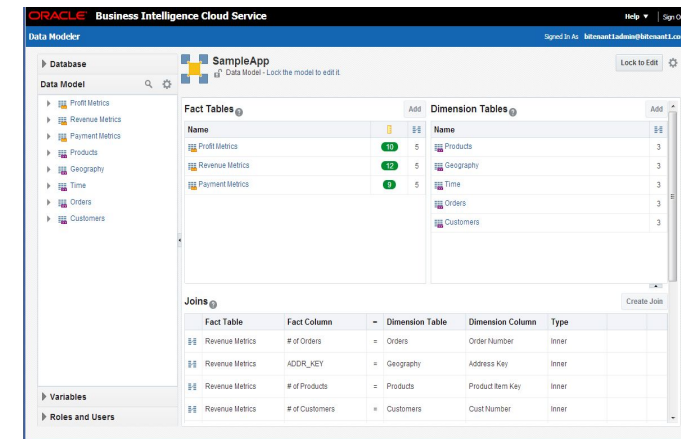 ORACLE Business Intelligence Cloud Service
Help Sign O
Data Modeler
Signed In As bitenant1admin@bitenant1.co
Database
Data Model
Profit Metrics
Revenue Metrics
Payment Metrics
Products
Geography
Time
Orders
Customers
Variables
Roles and Users
SampleApp
Data Model - Lock the model to edit it
Lock to Edit
Fact Tables ? Add
Name
Profit Metrics 10 5
Revenue Metrics 12 5
Payment Metrics 9 5
Dimension Tables ? Add
Name
Products 3
Geography 3
Time 3
Orders 3
Customers 3
Joins ? Create Join
Fact Table Fact Column = Dimension Table Dimension Column Type
Revenue Metrics # of Orders = Orders Order Number Inner
Revenue Metrics ADDR_KEY = Geography Address Key Inner
Revenue Metrics # of Products = Products Product Item Key Inner
Revenue Metrics # of Customers = Customers Cust Number Inner